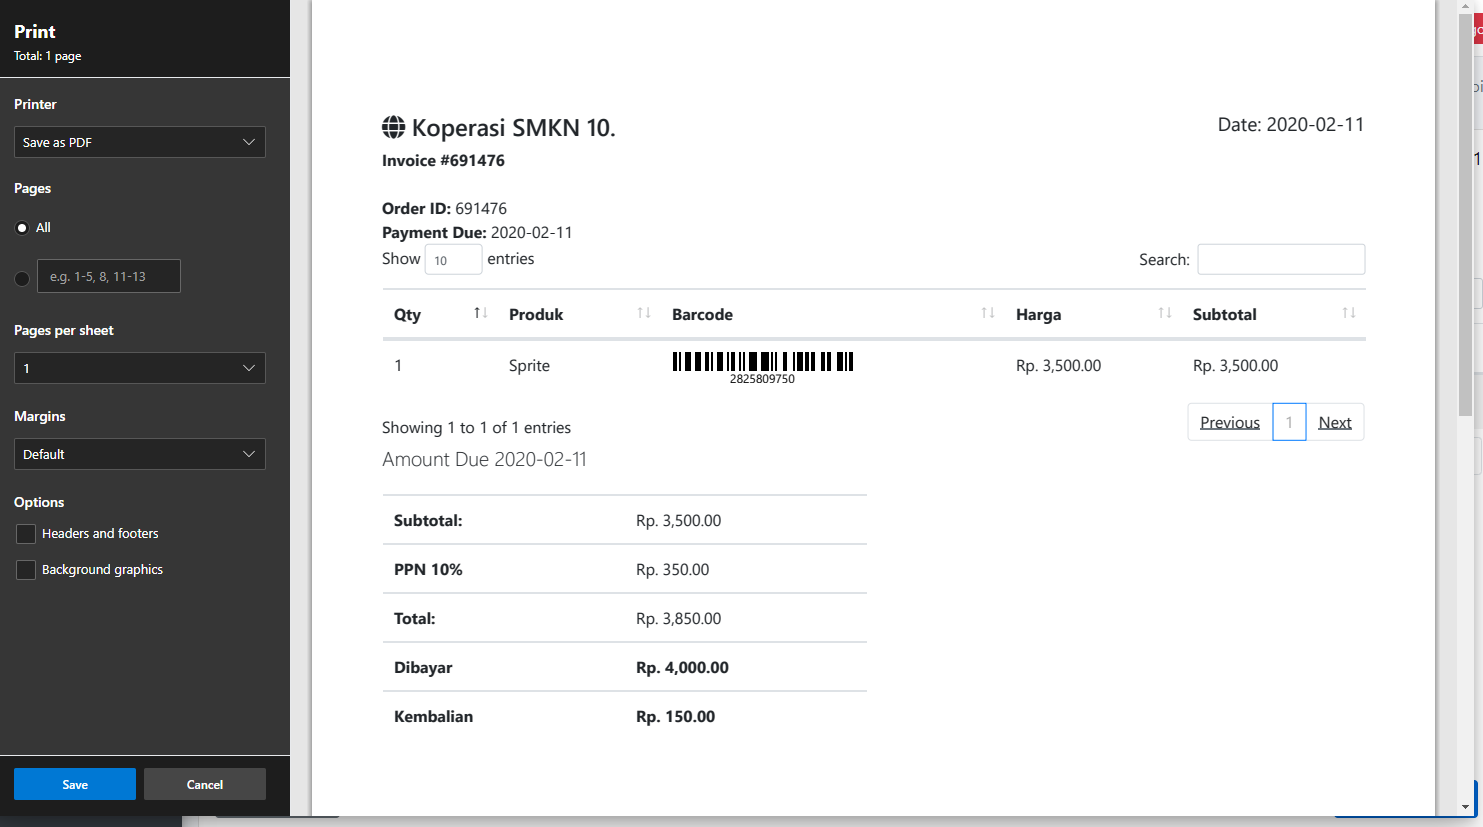 Print
Total: 1 page
Printer
Save as PDF
Pages
All
e.g. 1-5, 8, 11-13
Pages per sheet
1
Margins
Default
Options
Headers and footers
Background graphics
Save
Cancel
Koperasi SMKN 10.
Date: 2020-02-11
Invoice #691476
Order ID: 691476
Payment Due: 2020-02-11
Show 10 entries
Search:
Qty Produk Barcode Harga Subtotal
1 Sprite Rp. 3,500.00 Rp. 3,500.00
2825809750
Showing 1 to 1 of 1 entries
Previous 1 Next
Amount Due 2020-02-11
Subtotal: Rp. 3,500.00
PPN 10% Rp. 350.00
Total: Rp. 3,850.00
Dibayar Rp. 4,000.00
Kembalian Rp. 150.00